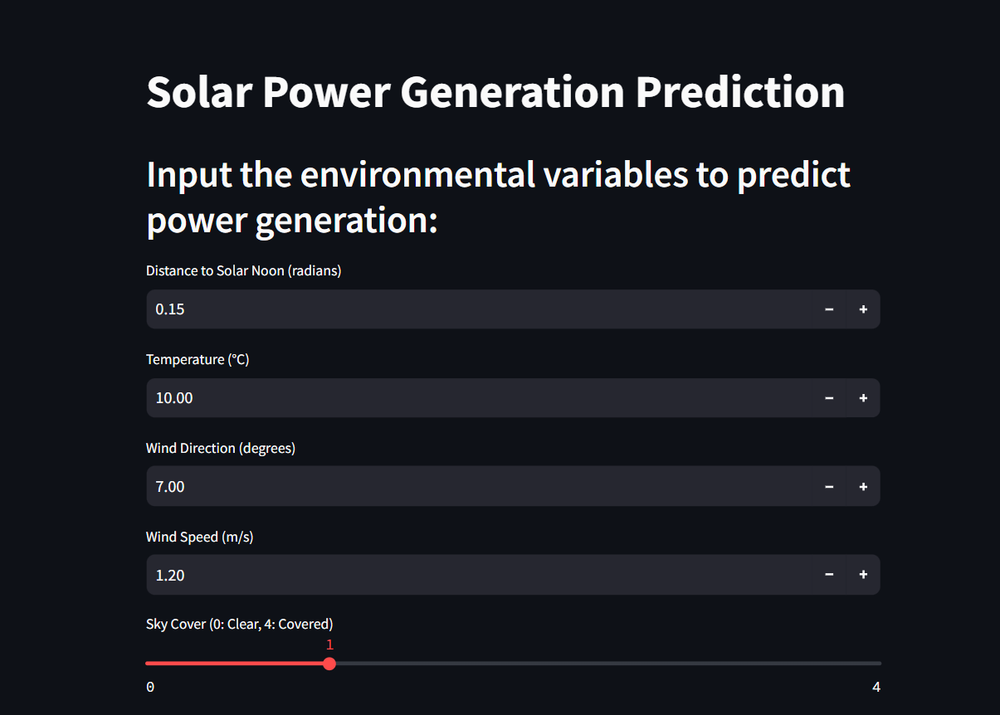 Solar Power Generation Prediction
Input the environmental variables to predict
power generation:
Distance to Solar Noon (radians)
0.15 − +
Temperature (°C)
10.00 − +
Wind Direction (degrees)
7.00 − +
Wind Speed (m/s)
1.20 − +
Sky Cover (0: Clear, 4: Covered)
1
0 4